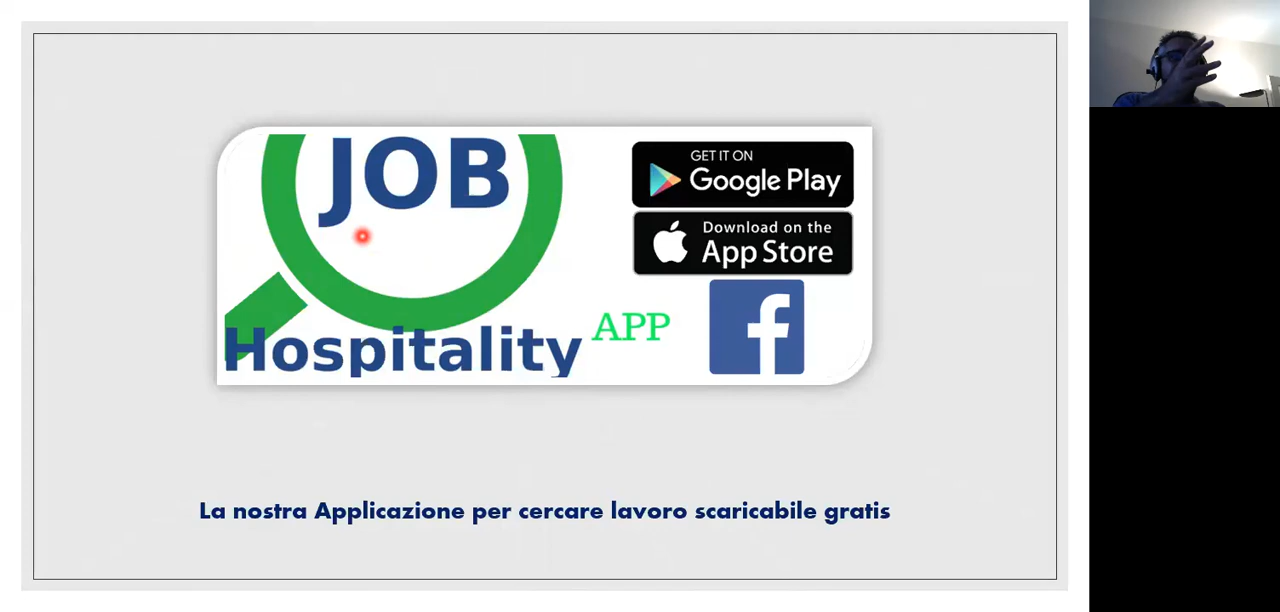 JOB
Hospitality APP
GET IT ON
Google Play
Download on the
App Store
f
La nostra Applicazione per cercare lavoro scaricabile gratis